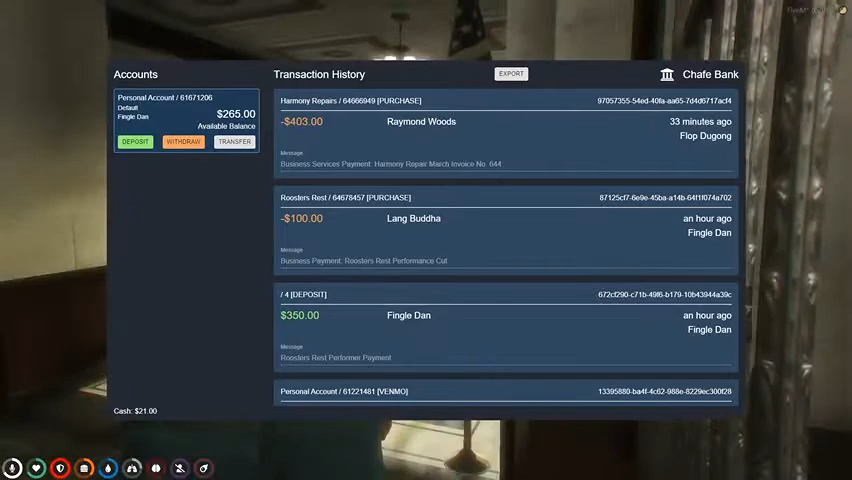 Accounts
Transaction History
EXPORT
Chafe Bank
Personal Account / 61671206
Default
Fingle Dan
$265.00
Available Balance
DEPOSIT
WITHDRAW
TRANSFER
Harmony Repairs / 64666949 [PURCHASE]
97057355-54ed-40fa-aa65-7d4d6717acf4
-$403.00
Raymond Woods
33 minutes ago
Flop Dugong
Message
Business Services Payment: Harmony Repair March Invoice No. 644
Roosters Rest / 64678457 [PURCHASE]
87125cf7-6e9e-45ba-a14b-64f1f074a702
-$100.00
Lang Buddha
an hour ago
Fingle Dan
Message
Business Payment: Roosters Rest Performance Cut
/ 4 [DEPOSIT]
672cf290-c71b-49f6-b179-10b43944a39c
$350.00
Fingle Dan
an hour ago
Fingle Dan
Message
Roosters Rest Performer Payment
Personal Account / 61221481 [VENMO]
13395880-ba4f-4c62-988e-8229ec300f28
Cash: $21.00